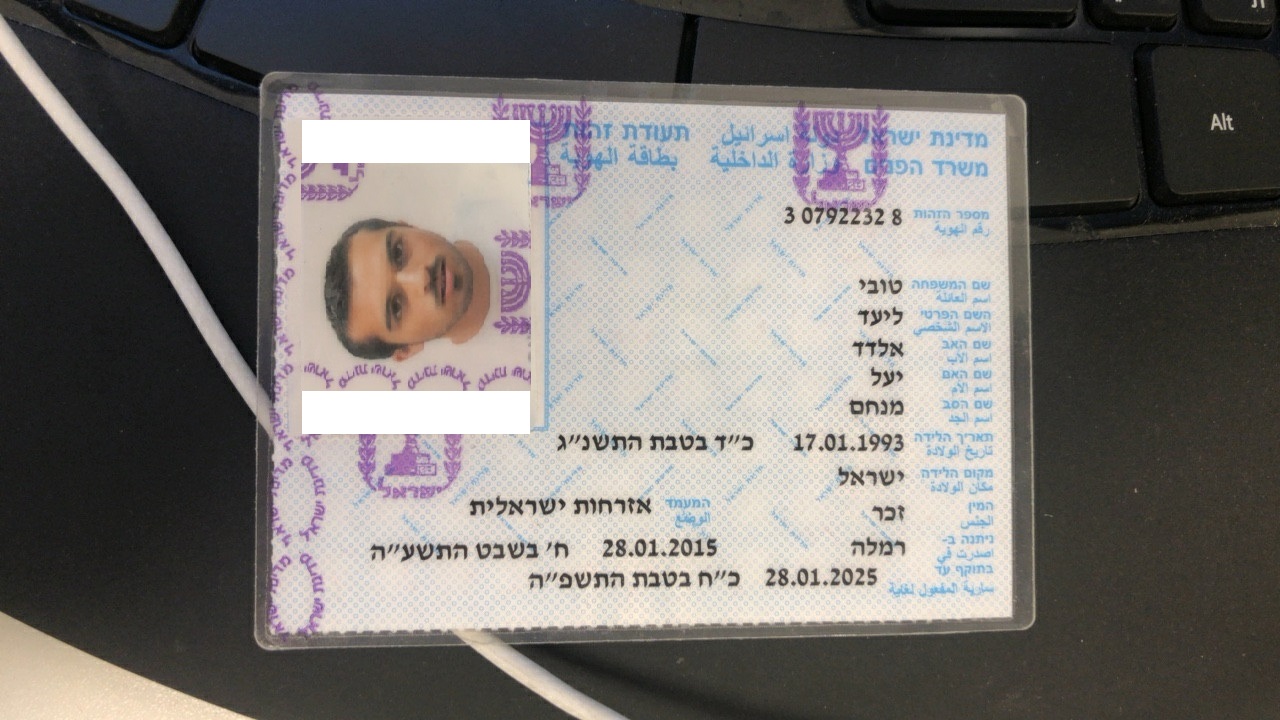 מדינת ישראל دولة اسرائيل תעודת זהות
משרד הפנים وزارة الداخلية بطاقة الهوية
מספר הזהות 3 0792232 8
رقم الهوية
שם המשפחה טובי
اسم العائلة
השם הפרטי ליעד
الاسم الشخصي
שם האב אלדד
اسم الاب
שם האם יעל
اسم الام
שם הסב מנחם
اسم الجد
תאריך הלידה 17.01.1993 כ"ד בטבת התשנ"ג
تاريخ الولادة
מקום הלידה ישראל
مكان الولادة
המין זכר המעמד אזרחות ישראלית
الجنس الوضع
ניתנה ב- רמלה 28.01.2015 ח' בשבט התשע"ה
اصدرت في
בתוקף עד 28.01.2025 כ"ח בטבת התשפ"ה
سارية المفعول لغاية
ישראל
Alt